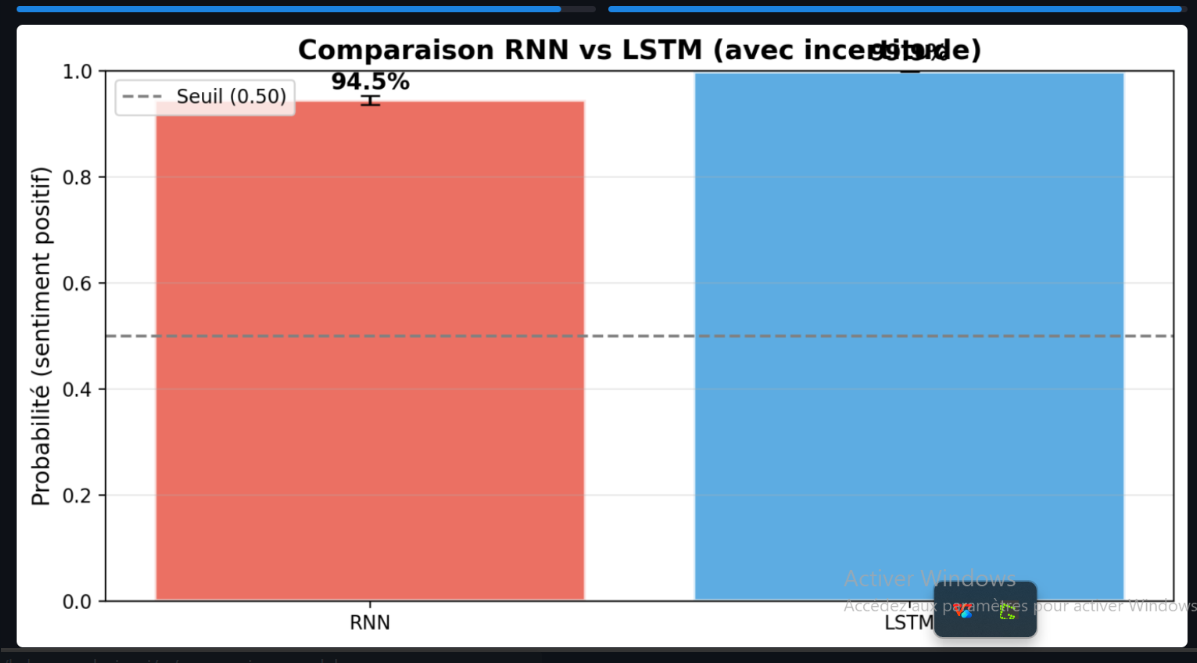 Comparaison RNN vs LSTM (avec incertitude)
94.5%
Seuil (0.50)
1.0
0.8
0.6
0.4
0.2
0.0
Probabilité (sentiment positif)
RNN
LSTM
Activer Windows
Accédez aux paramètres pour activer Windows